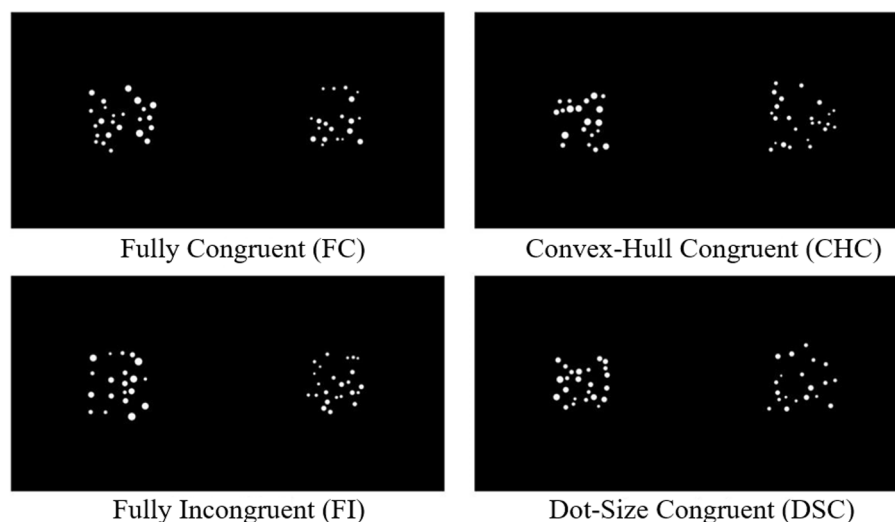 Fully Congruent (FC)
Convex-Hull Congruent (CHC)
Fully Incongruent (FI)
Dot-Size Congruent (DSC)